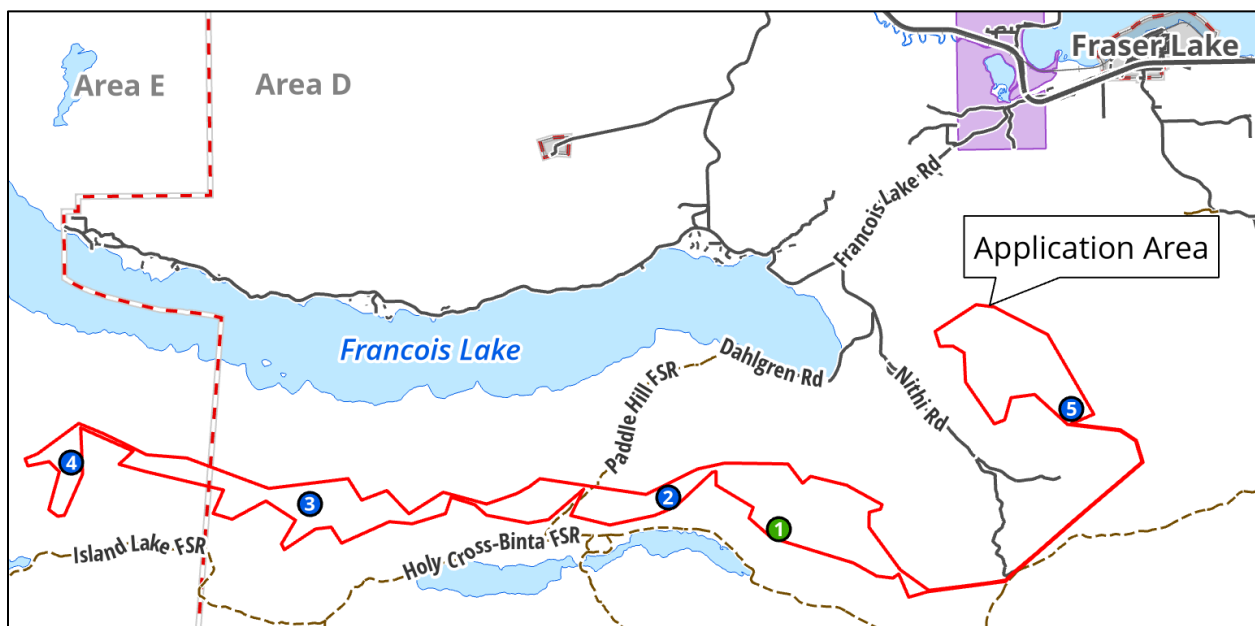 Fraser Lake
Area E
Area D
Francois Lake Rd
Application Area
Francois Lake
Dahlgren Rd
Paddle Hill FSR
Nithi Rd
5
4
3
2
1
Island Lake FSR
Holy Cross-Binta FSR